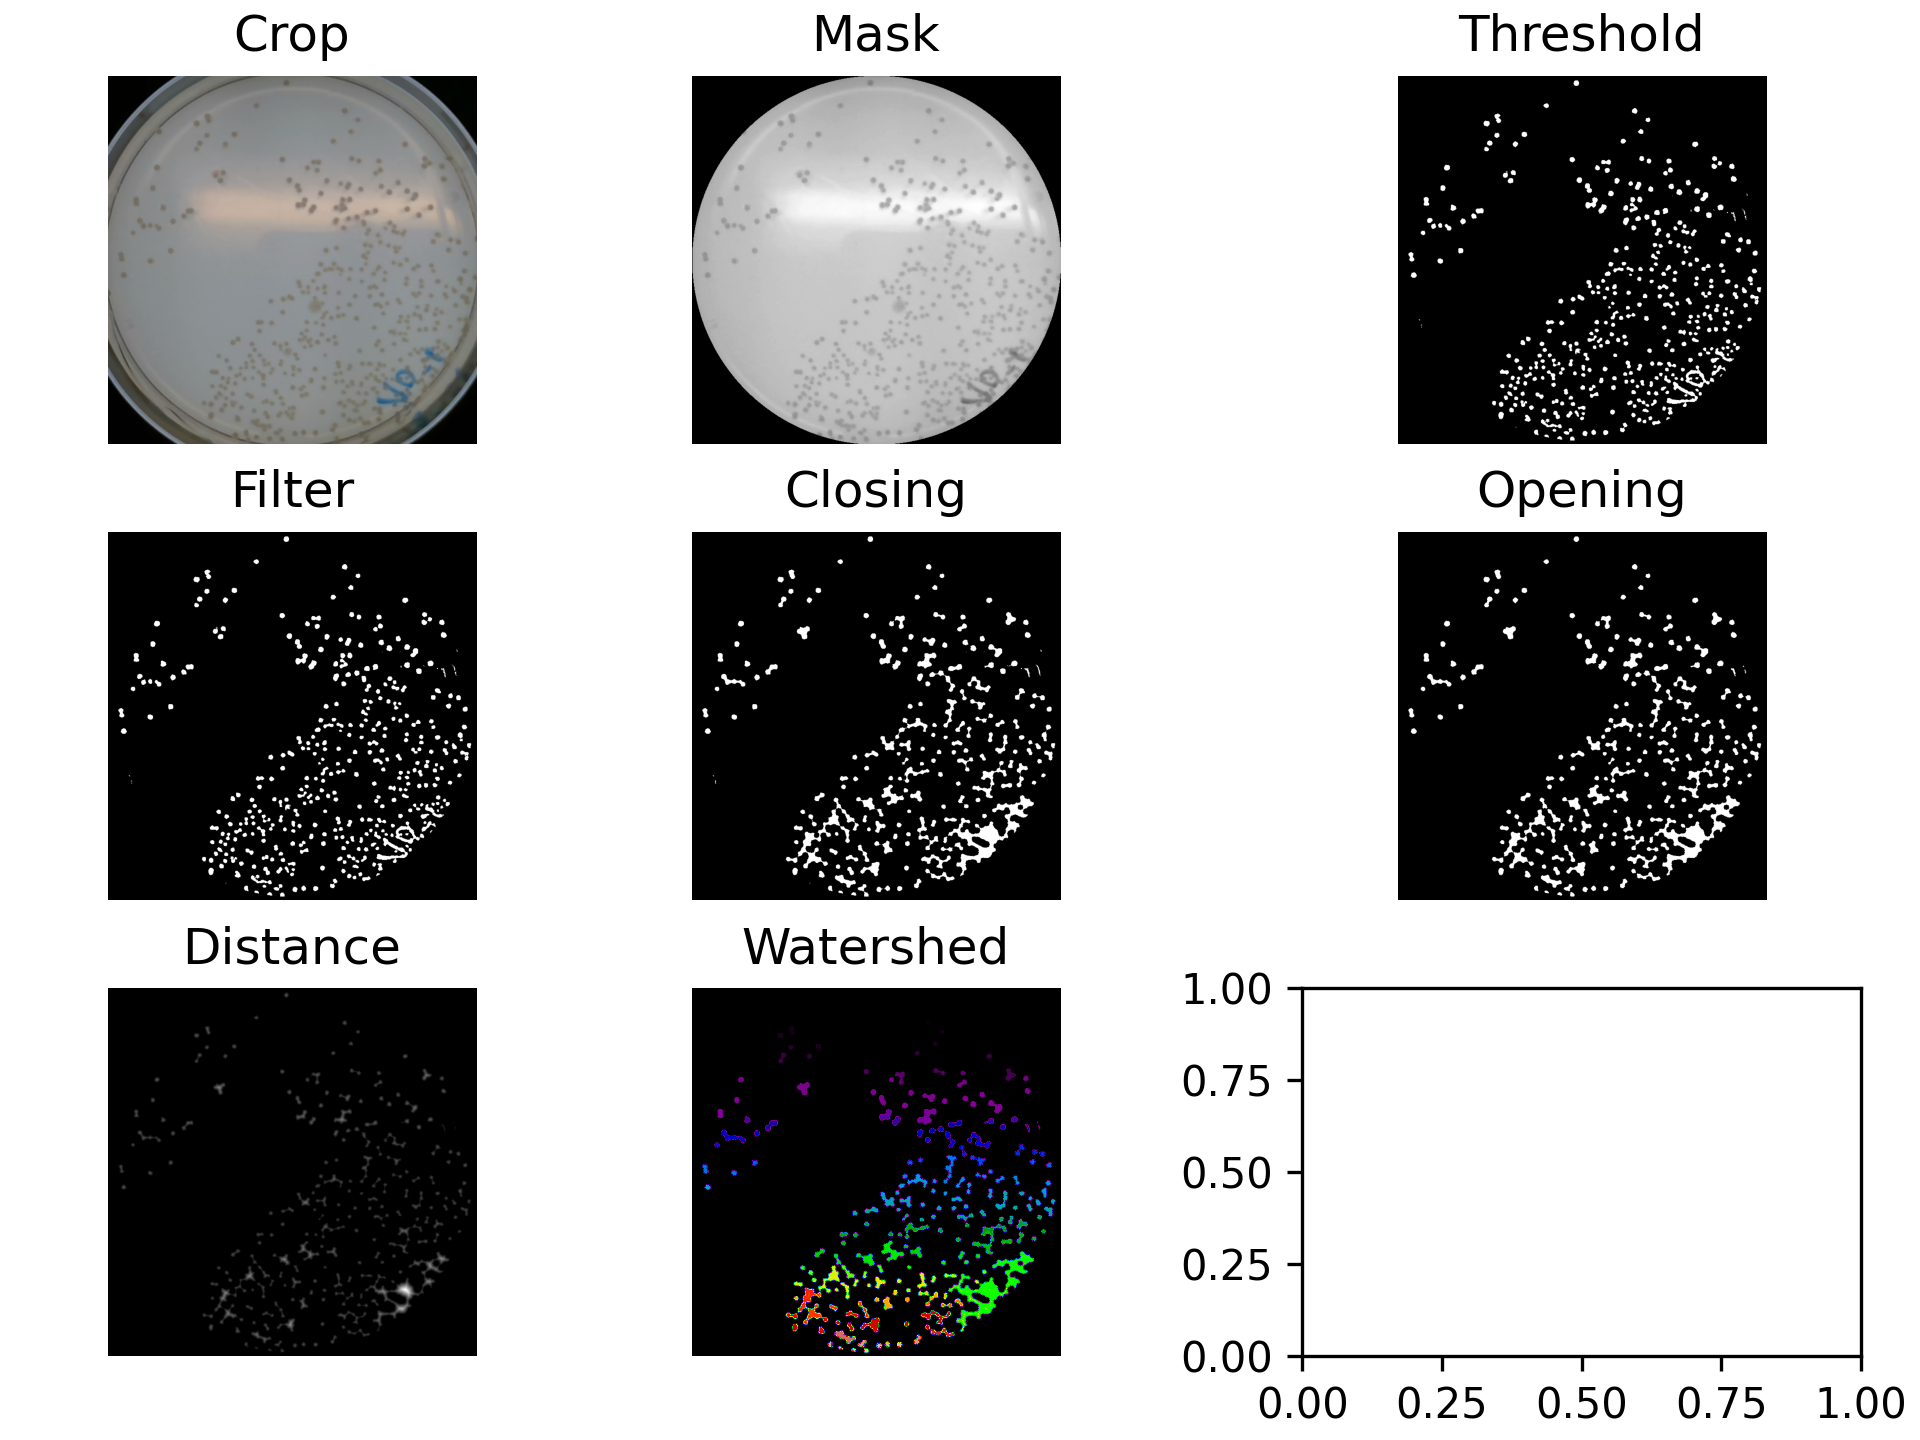 Crop Mask Threshold
Filter Closing Opening
Distance Watershed
1.00
0.75
0.50
0.25
0.00
0.00 0.25 0.50 0.75 1.00